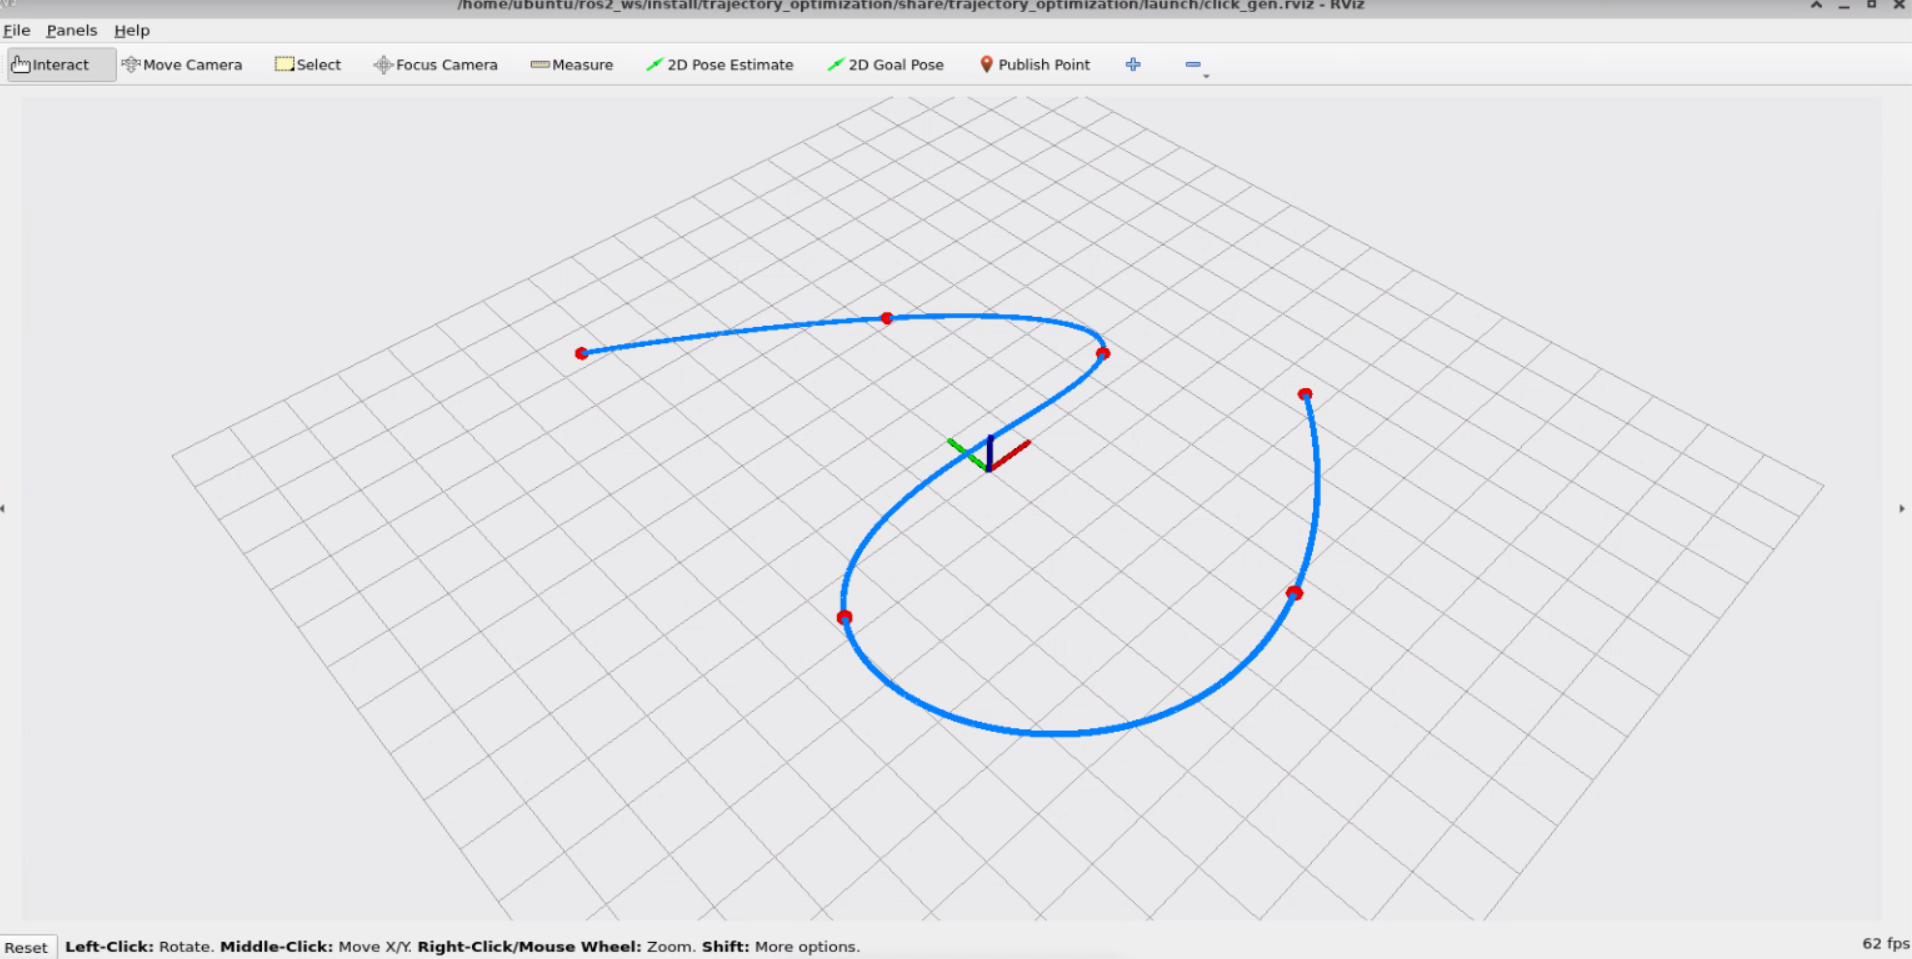 /home/ubuntu/ros2_ws/install/trajectory_optimization/share/trajectory_optimization/launch/click_gen.rviz - RViz
File Panels Help
Interact Move Camera Select Focus Camera Measure 2D Pose Estimate 2D Goal Pose Publish Point
Reset Left-Click: Rotate. Middle-Click: Move X/Y. Right-Click/Mouse Wheel: Zoom. Shift: More options. 62 fps